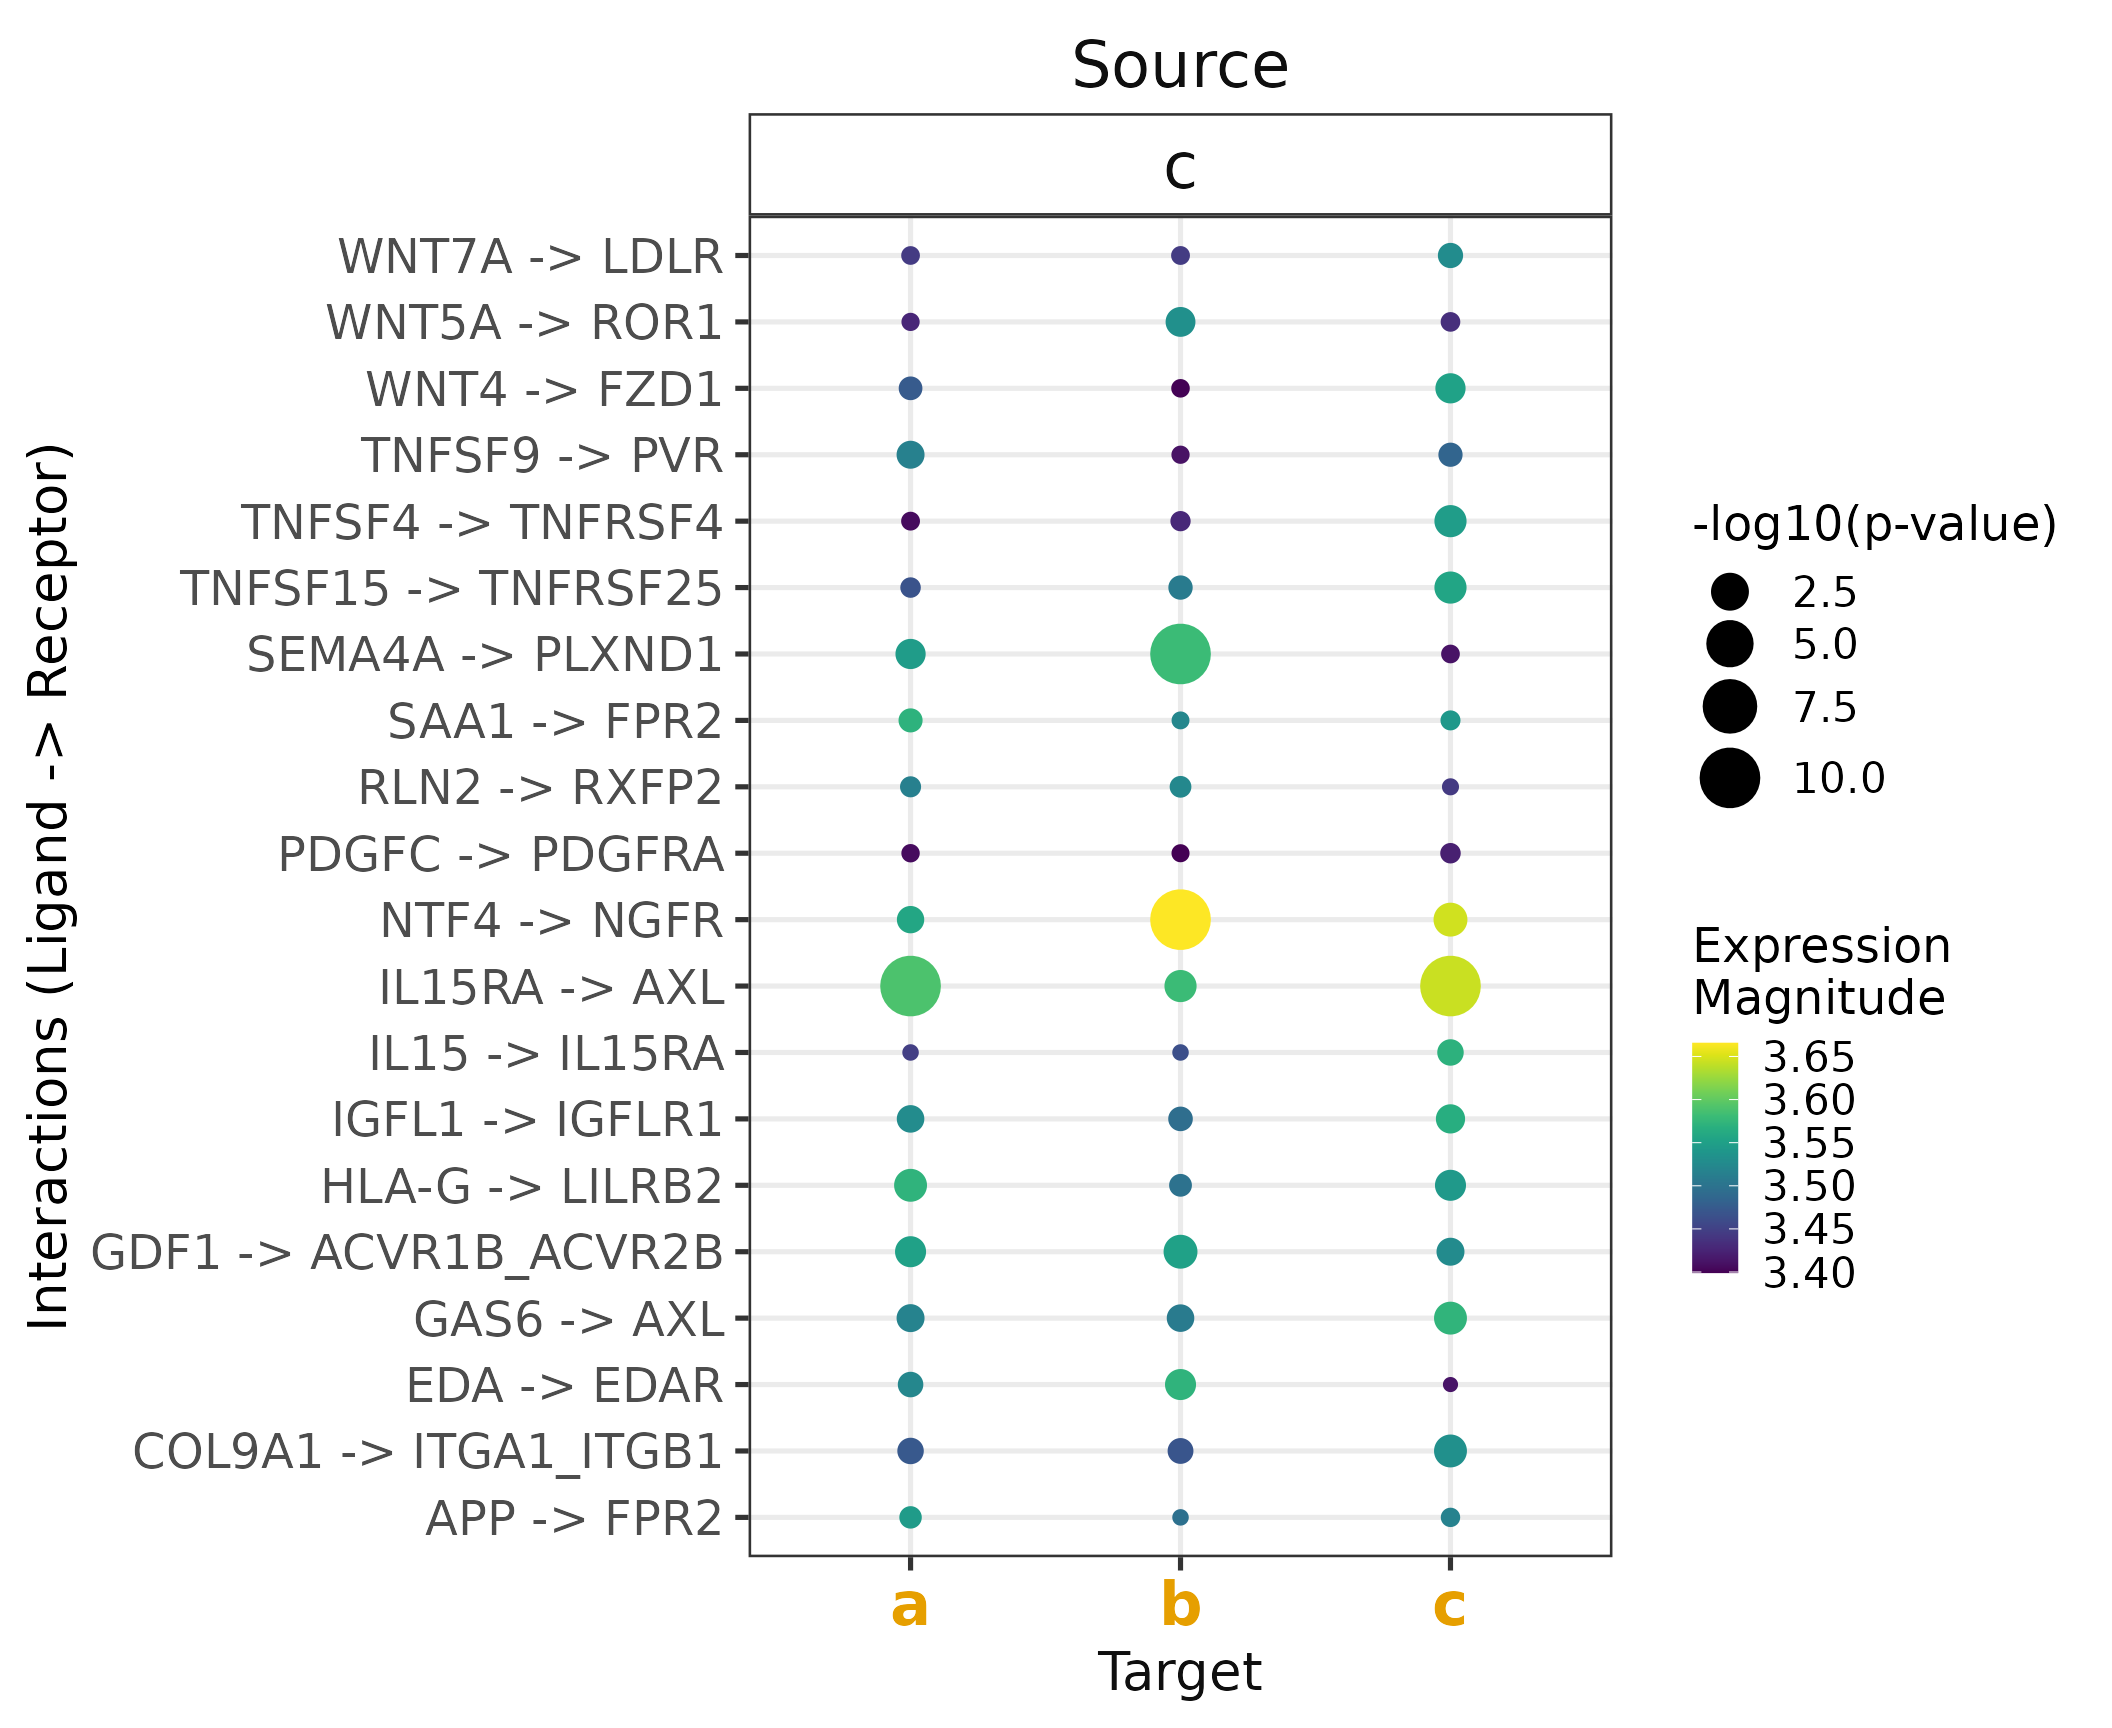 Source
c
Interactions (Ligand -> Receptor)
WNT7A -> LDLR
WNT5A -> ROR1
WNT4 -> FZD1
TNFSF9 -> PVR
TNFSF4 -> TNFRSF4
TNFSF15 -> TNFRSF25
SEMA4A -> PLXND1
SAA1 -> FPR2
RLN2 -> RXFP2
PDGFC -> PDGFRA
NTF4 -> NGFR
IL15RA -> AXL
IL15 -> IL15RA
IGFL1 -> IGFLR1
HLA-G -> LILRB2
GDF1 -> ACVR1B_ACVR2B
GAS6 -> AXL
EDA -> EDAR
COL9A1 -> ITGA1_ITGB1
APP -> FPR2
a b c
Target
-log10(p-value)
2.5
5.0
7.5
10.0
Expression
Magnitude
3.65
3.60
3.55
3.50
3.45
3.40